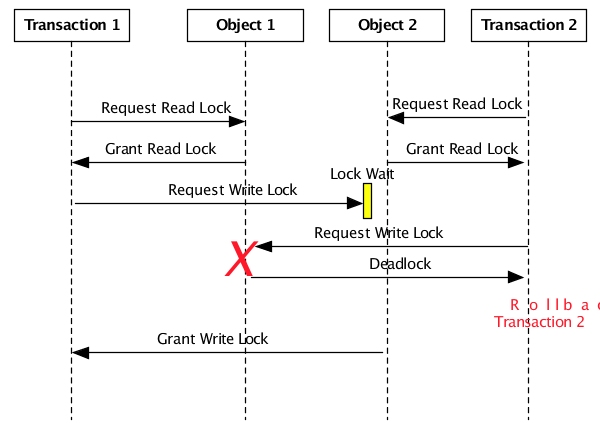 Transaction 1
Object 1
Object 2
Transaction 2
Request Read Lock
Request Read Lock
Grant Read Lock
Grant Read Lock
Lock Wait
Request Write Lock
Request Write Lock
X
Deadlock
R o l l b a c
Transaction 2
Grant Write Lock